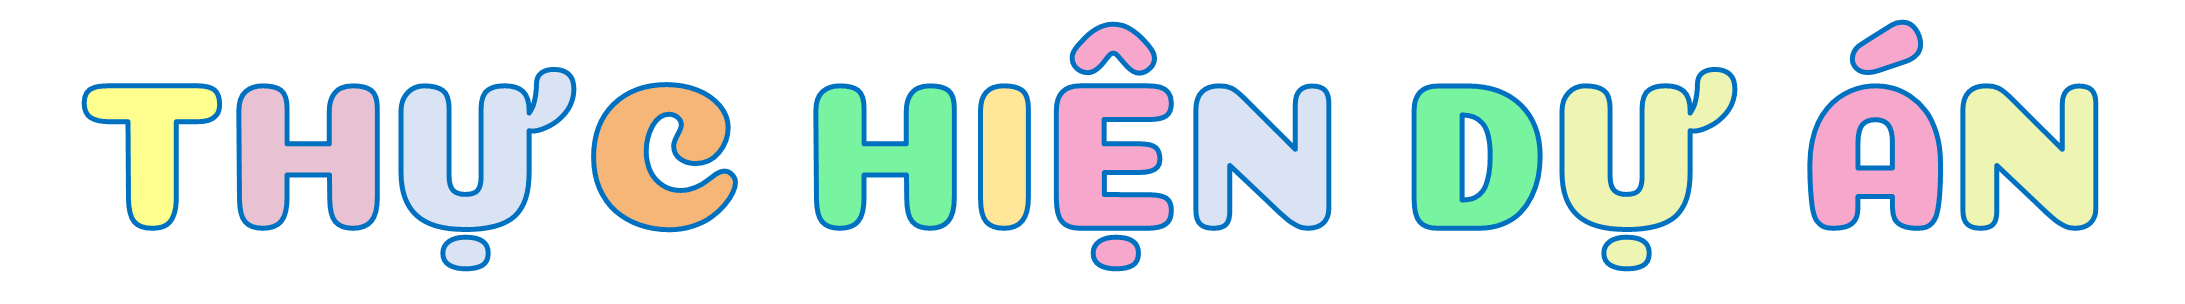 THỰC HIỆN DỰ ÁN